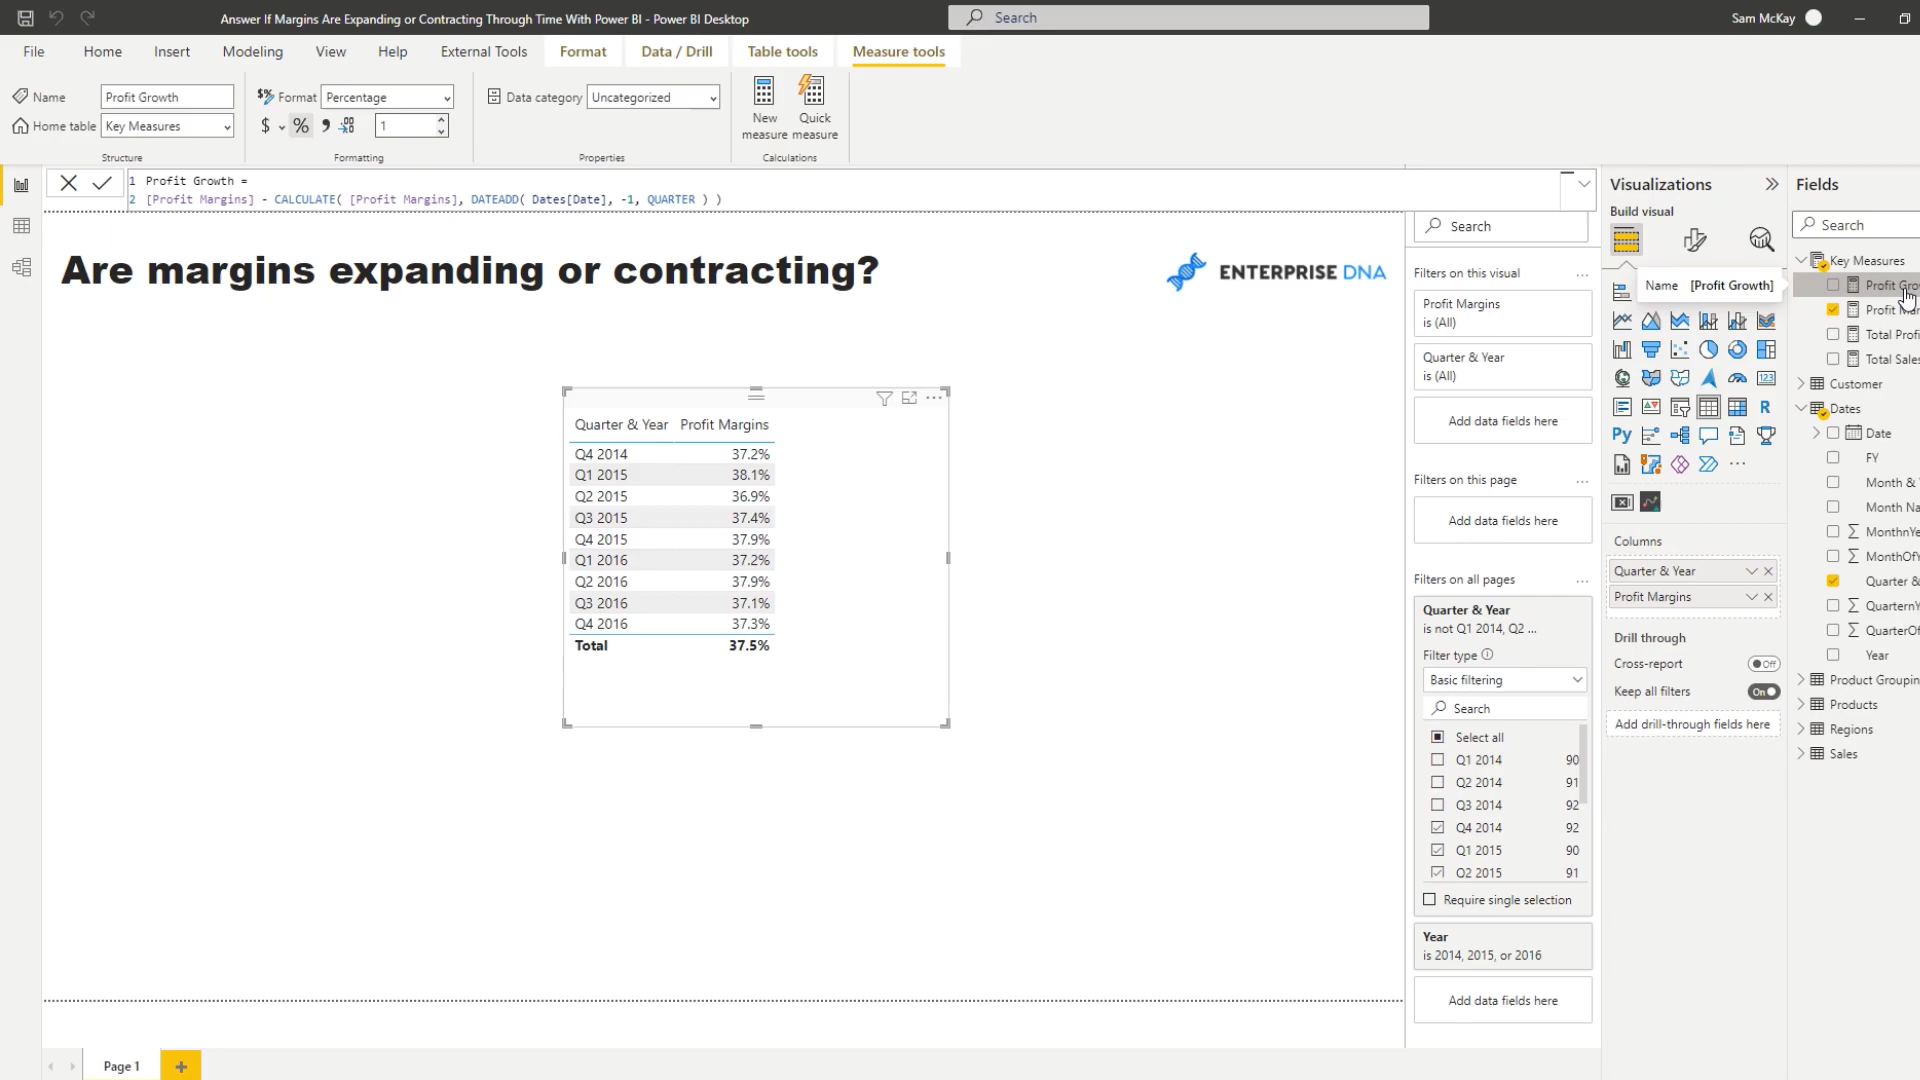 Answer If Margins Are Expanding or Contracting Through Time With Power BI - Power BI Desktop
Search
Sam McKay
File Home Insert Modeling View Help External Tools Format Data / Drill Table tools Measure tools
Name Profit Growth
Home table Key Measures
Structure
$% Format Percentage
$ % 1
Formatting
Data category Uncategorized
Properties
New measure
Quick measure
Calculations
1 Profit Growth =
2 [Profit Margins] - CALCULATE( [Profit Margins], DATEADD( Dates[Date], -1, QUARTER ) )
Are margins expanding or contracting?
ENTERPRISE DNA
Quarter & Year Profit Margins
Q4 2014 37.2%
Q1 2015 38.1%
Q2 2015 36.9%
Q3 2015 37.4%
Q4 2015 37.9%
Q1 2016 37.2%
Q2 2016 37.9%
Q3 2016 37.1%
Q4 2016 37.3%
Total 37.5%
Page 1
Search
Filters on this visual
Profit Margins
is (All)
Quarter & Year
is (All)
Add data fields here
Filters on this page
Add data fields here
Filters on all pages
Quarter & Year
is not Q1 2014, Q2 ...
Filter type
Basic filtering
Search
Select all
Q1 2014 90
Q2 2014 91
Q3 2014 92
Q4 2014 92
Q1 2015 90
Q2 2015 91
Require single selection
Year
is 2014, 2015, or 2016
Add data fields here
Visualizations
Build visual
Name [Profit Growth]
123
R
Py
Columns
Quarter & Year
Profit Margins
Drill through
Cross-report Off
Keep all filters On
Add drill-through fields here
Fields
Search
Key Measures
Profit Gro
Profit Mar
Total Profi
Total Sales
Customer
Dates
Date
FY
Month &
Month Na
MonthnYe
MonthOfY
Quarter &
QuarternY
QuarterO
Year
Product Grouping
Products
Regions
Sales